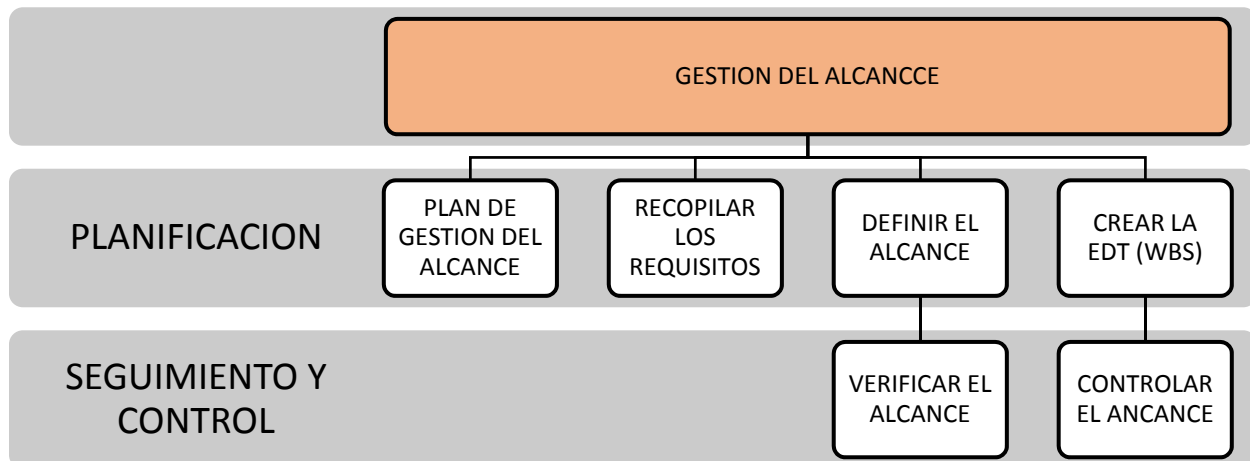 GESTION DEL ALCANCCE
PLANIFICACION
PLAN DE
GESTION DEL
ALCANCE
RECOPILAR
LOS
REQUISITOS
DEFINIR EL
ALCANCE
CREAR LA
EDT (WBS)
SEGUIMIENTO Y
CONTROL
VERIFICAR EL
ALCANCE
CONTROLAR
EL ANCANCE